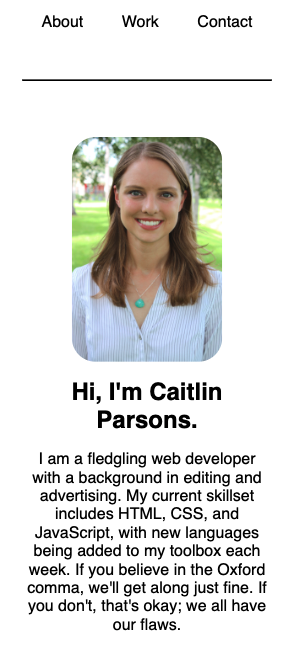 About Work Contact
Hi, I'm Caitlin
Parsons.
I am a fledgling web developer
with a background in editing and
advertising. My current skillset
includes HTML, CSS, and
JavaScript, with new languages
being added to my toolbox each
week. If you believe in the Oxford
comma, we'll get along just fine. If
you don't, that's okay; we all have
our flaws.